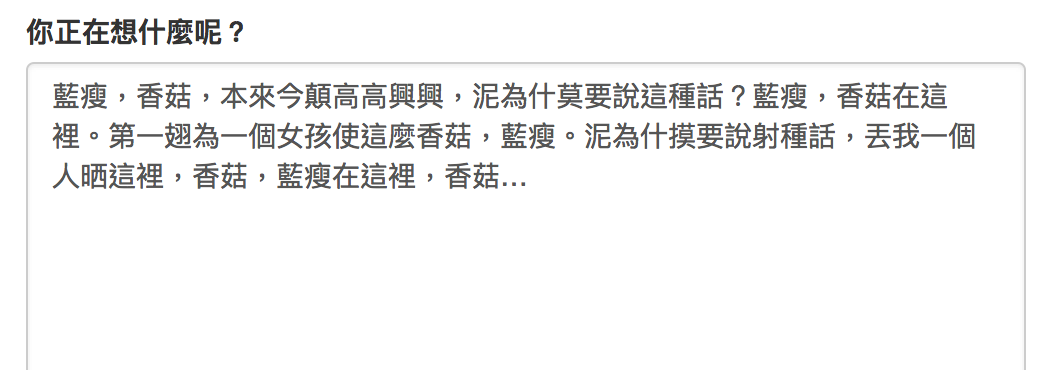 你正在想什麼呢？
藍瘦，香菇，本來今顛高高興興，泥為什莫要說這種話？藍瘦，香菇在這
裡。第一翅為一個女孩使這麼香菇，藍瘦。泥為什摸要說射種話，丟我一個
人晒這裡，香菇，藍瘦在這裡，香菇...